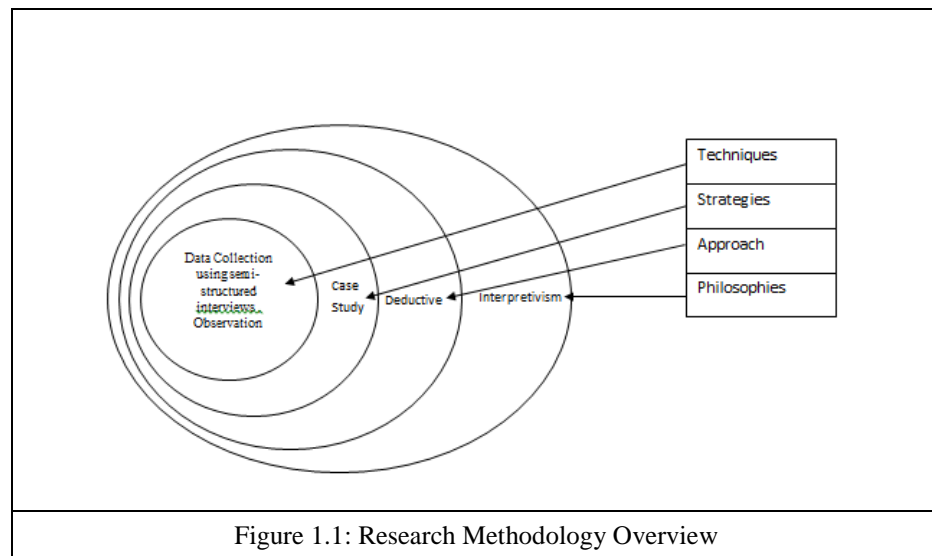 Data Collection
using semi-
structured
interviews,
Observation
Case
Study
Deductive
Interpretivism
Techniques
Strategies
Approach
Philosophies
Figure 1.1: Research Methodology Overview